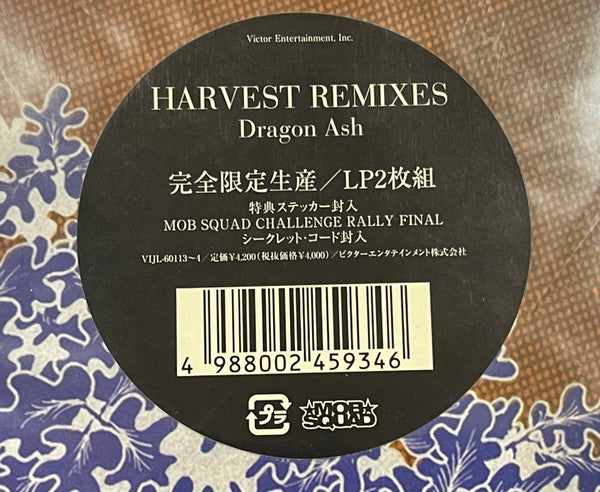 Victor Entertainment, Inc.
HARVEST REMIXES
Dragon Ash
完全限定生産／LP2枚組
特典ステッカー封入
MOB SQUAD CHALLENGE RALLY FINAL
シークレット・コード封入
VIJL-60113～4／定価¥4,200（税抜価格¥4,000）／ビクターエンタテインメント株式会社
4 988002 459346
プラ
MOB SQUAD